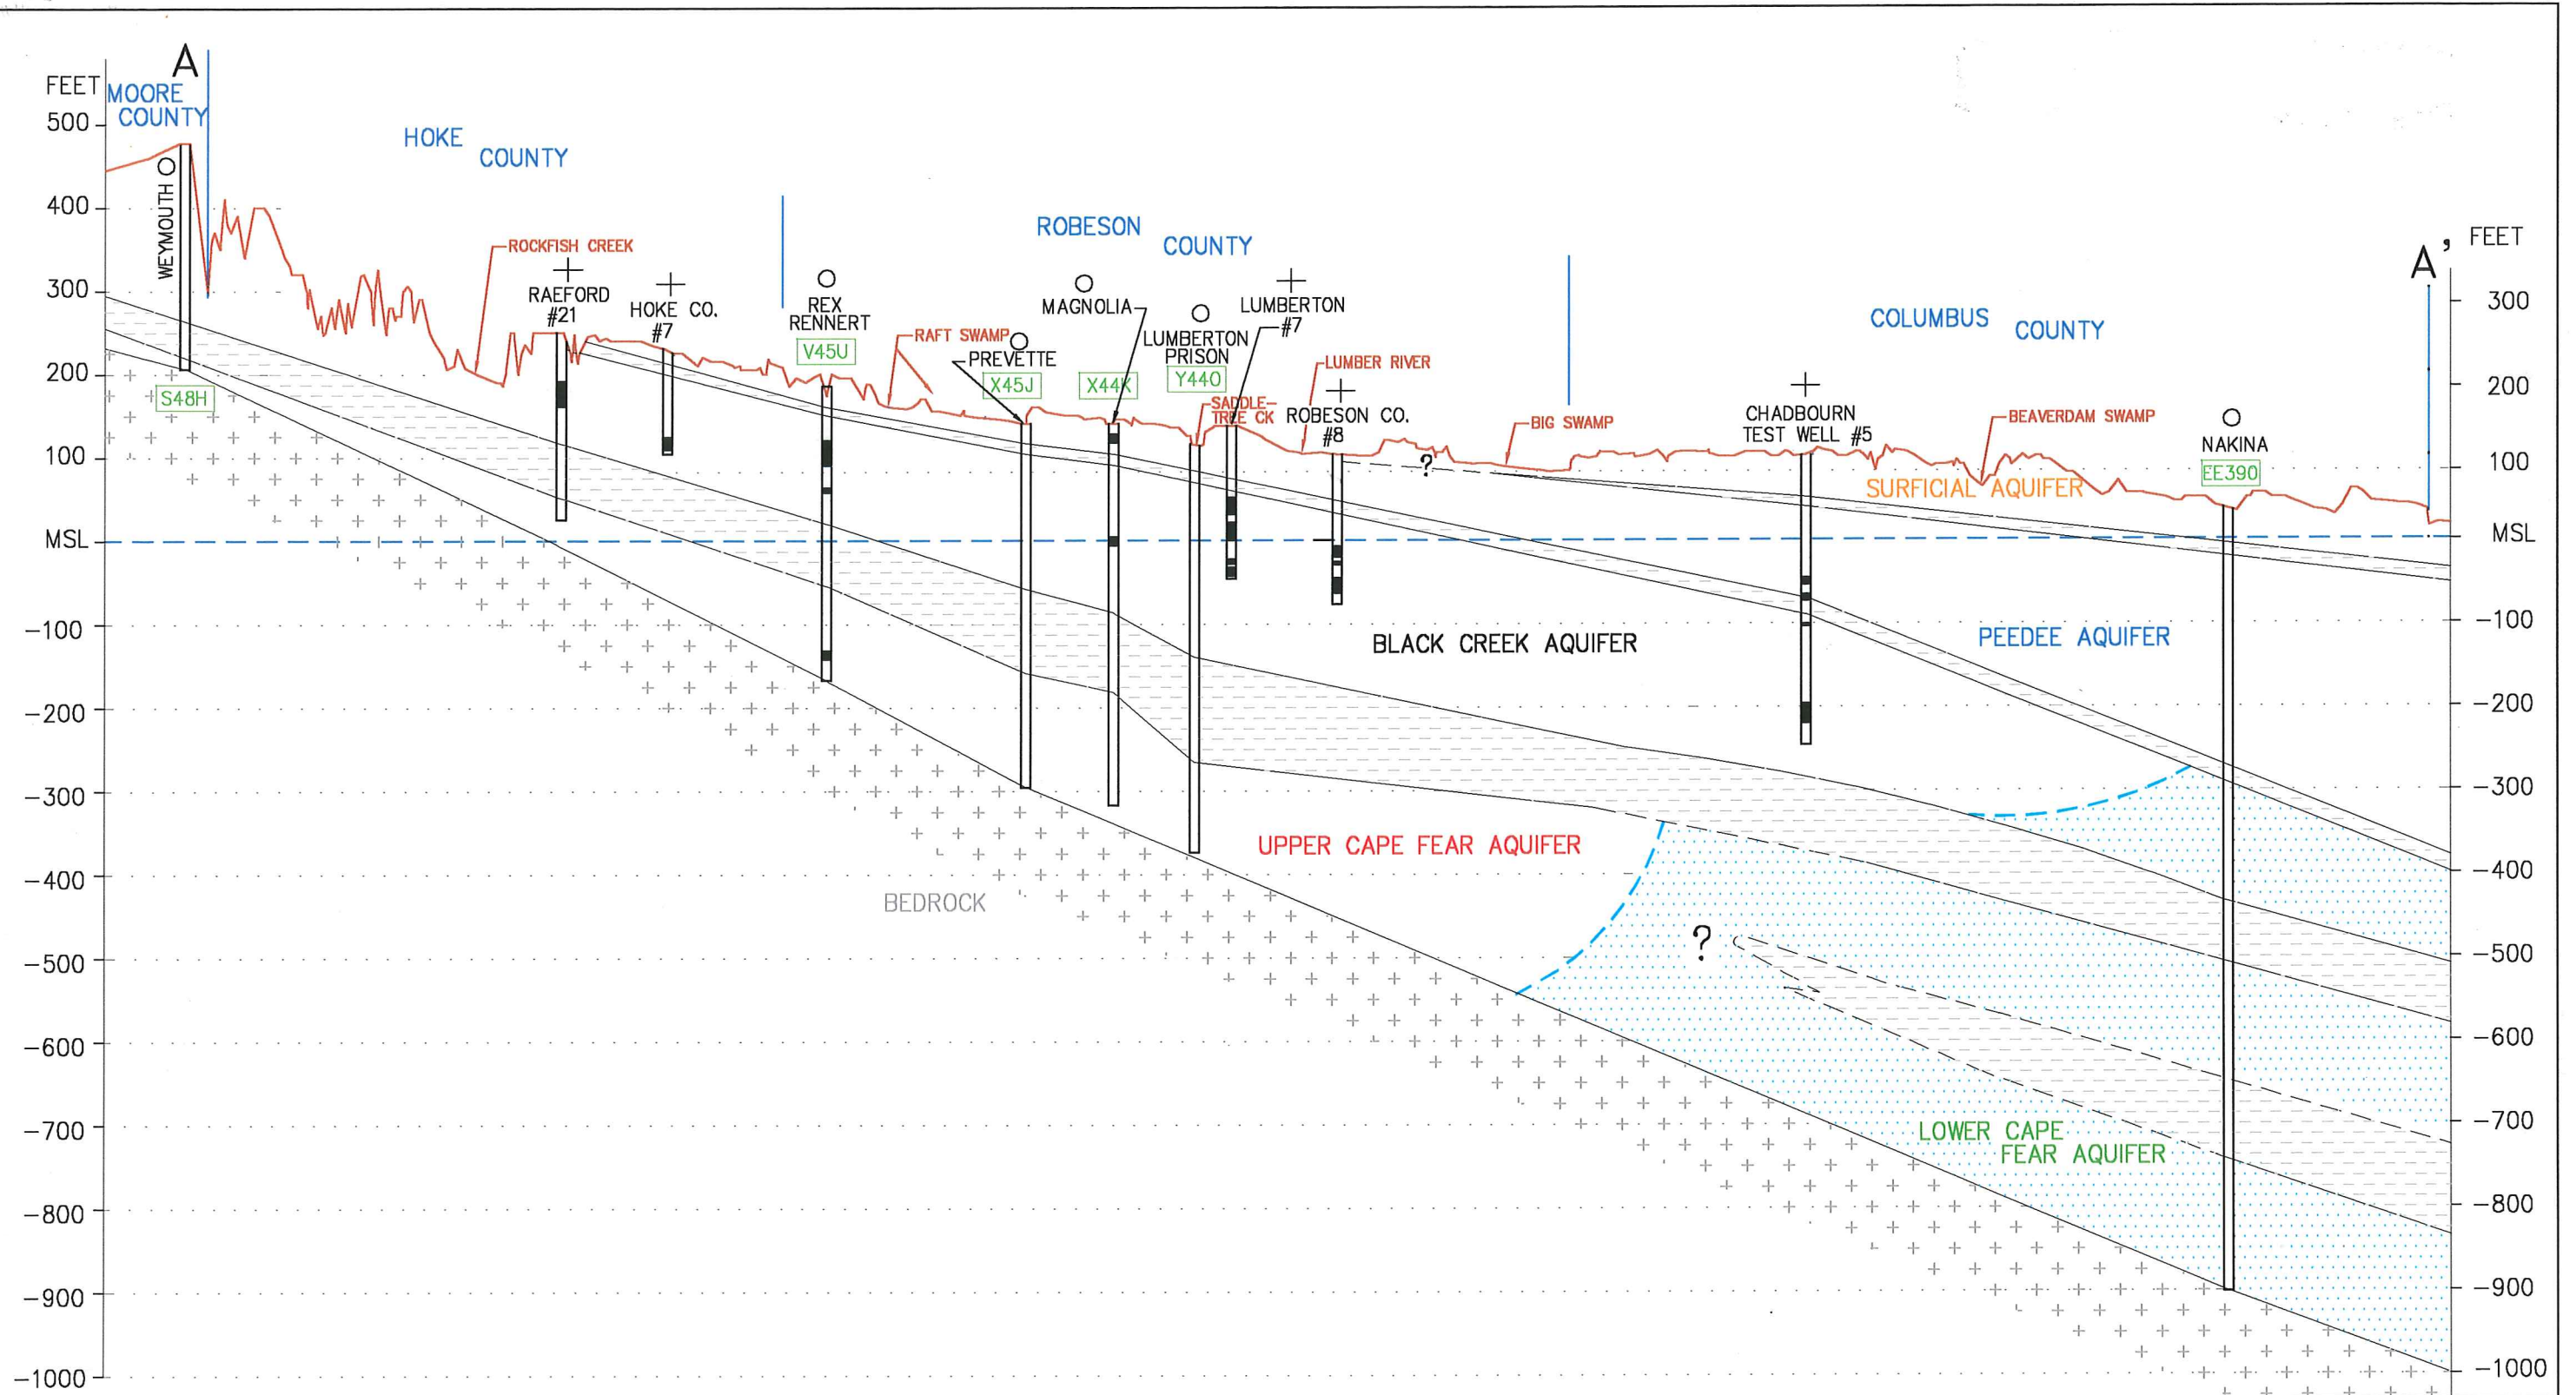 A
FEET
MOORE
COUNTY
500
400
300
200
100
MSL
-100
-200
-300
-400
-500
-600
-700
-800
-900
-1000
WEYMOUTH
S48H
HOKE
COUNTY
ROCKFISH CREEK
RAEFORD
#21
HOKE CO.
#7
REX
RENNERT
V45U
RAFT SWAMP
PREVETTE
X45J
ROBESON
COUNTY
MAGNOLIA
X44K
LUMBERTON
PRISON
Y44O
SADDLE-
TREE CK
LUMBERTON
#7
LUMBER RIVER
ROBESON CO.
#8
?
BIG SWAMP
COLUMBUS
COUNTY
CHADBOURN
TEST WELL #5
BEAVERDAM SWAMP
NAKINA
EE39O
SURFICIAL AQUIFER
BLACK CREEK AQUIFER
PEEDEE AQUIFER
UPPER CAPE FEAR AQUIFER
BEDROCK
?
LOWER CAPE
FEAR AQUIFER
A'
FEET
300
200
100
MSL
-100
-200
-300
-400
-500
-600
-700
-800
-900
-1000